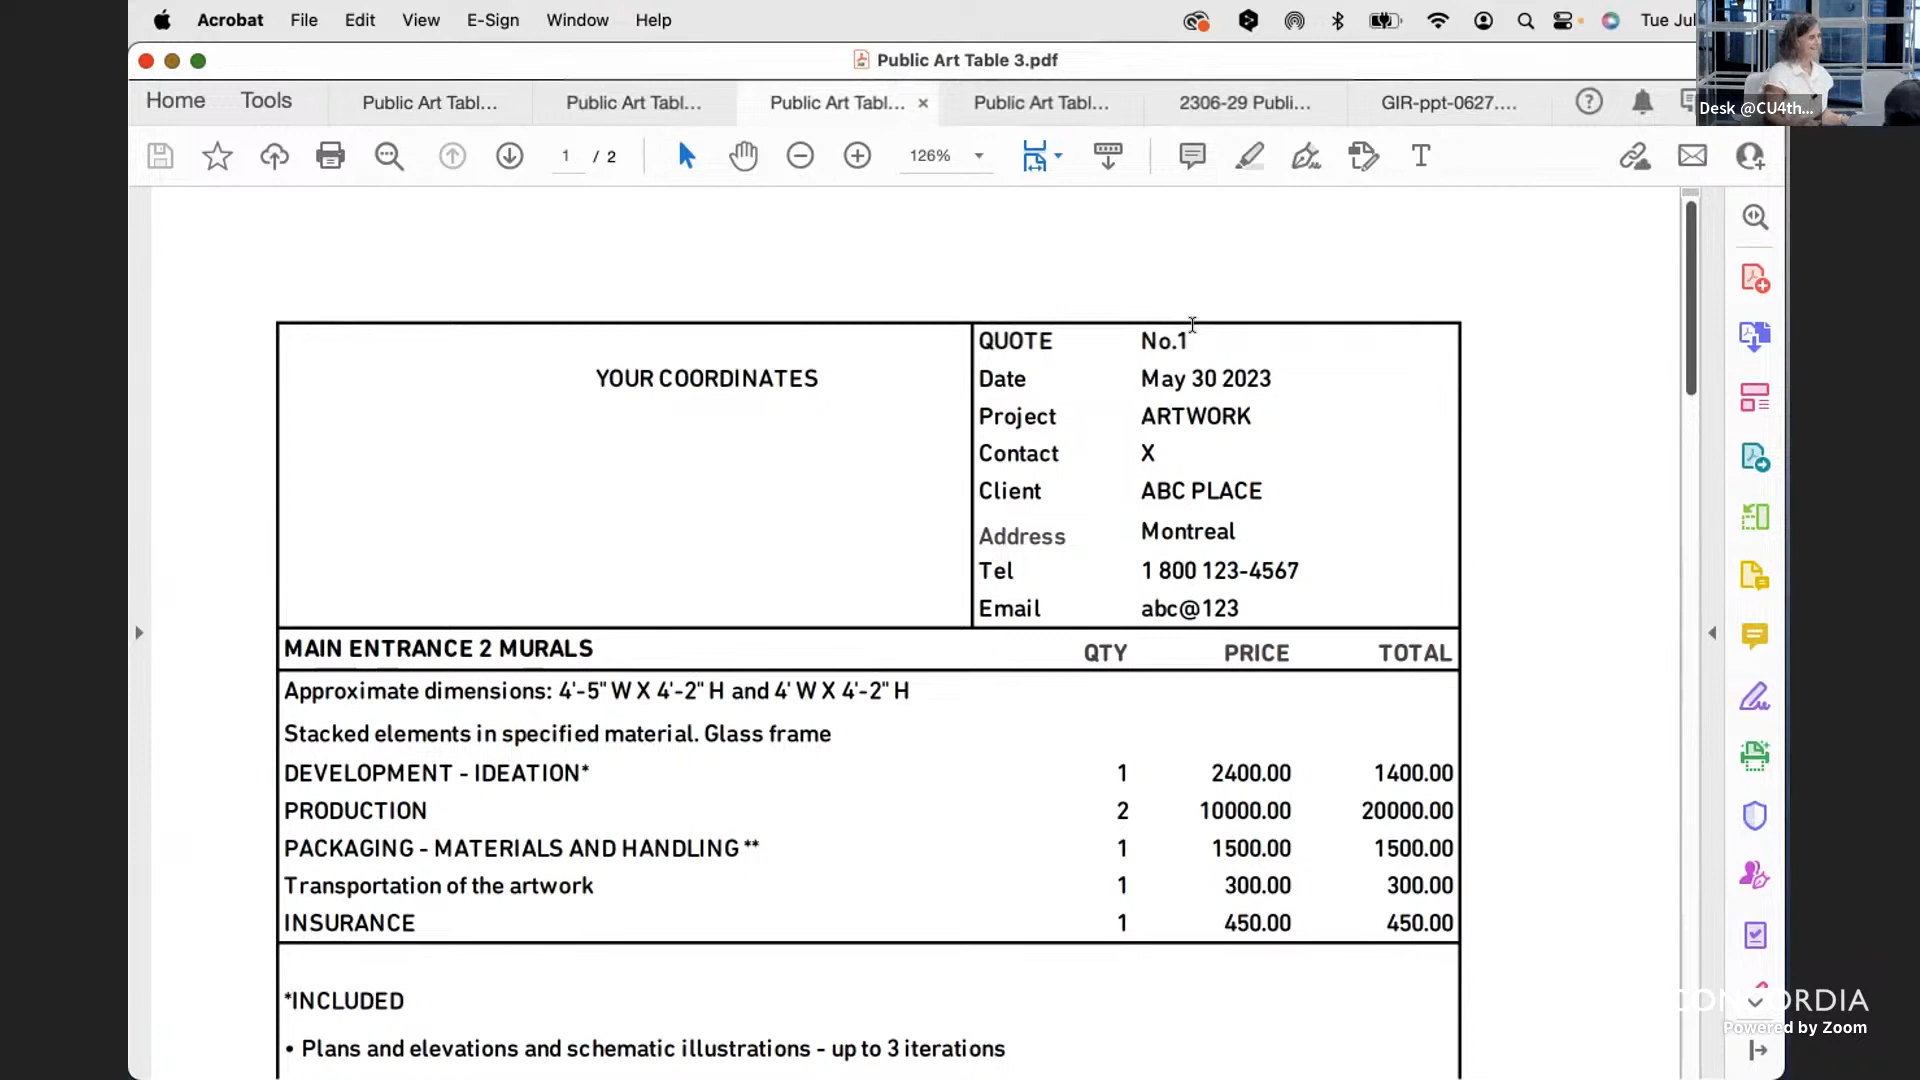 Acrobat File Edit View E-Sign Window Help Tue Jul
Public Art Table 3.pdf
Home Tools Public Art Tabl... Public Art Tabl... Public Art Tabl... × Public Art Tabl... 2306-29 Publi... GIR-ppt-0627....
Desk @CU4th...
1 / 2 126%
QUOTE No.1
YOUR COORDINATES
Date May 30 2023
Project ARTWORK
Contact X
Client ABC PLACE
Address Montreal
Tel 1 800 123-4567
Email abc@123
MAIN ENTRANCE 2 MURALS QTY PRICE TOTAL
Approximate dimensions: 4'-5" W X 4'-2" H and 4' W X 4'-2" H
Stacked elements in specified material. Glass frame
DEVELOPMENT - IDEATION* 1 2400.00 1400.00
PRODUCTION 2 10000.00 20000.00
PACKAGING - MATERIALS AND HANDLING ** 1 1500.00 1500.00
Transportation of the artwork 1 300.00 300.00
INSURANCE 1 450.00 450.00
*INCLUDED
• Plans and elevations and schematic illustrations - up to 3 iterations
CONCORDIA
Powered by Zoom